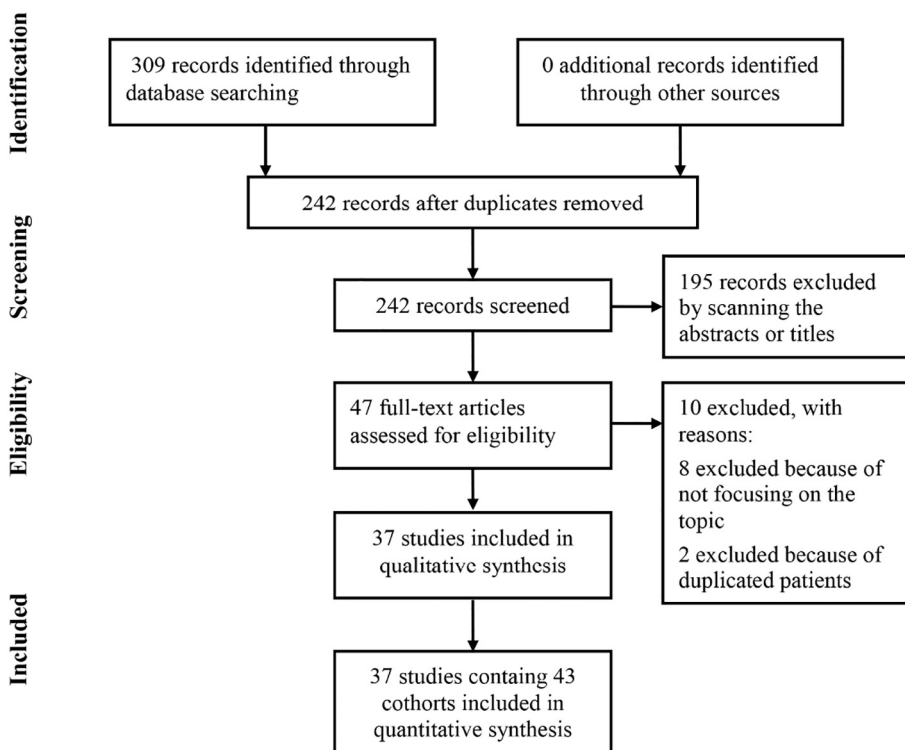 Identification
309 records identified through
database searching
0 additional records identified
through other sources
242 records after duplicates removed
Screening
242 records screened
195 records excluded
by scanning the
abstracts or titles
Eligibility
47 full-text articles
assessed for eligibility
10 excluded, with
reasons:
8 excluded because of
not focusing on the
topic
2 excluded because of
duplicated patients
37 studies included in
qualitative synthesis
Included
37 studies containg 43
cohorts included in
quantitative synthesis